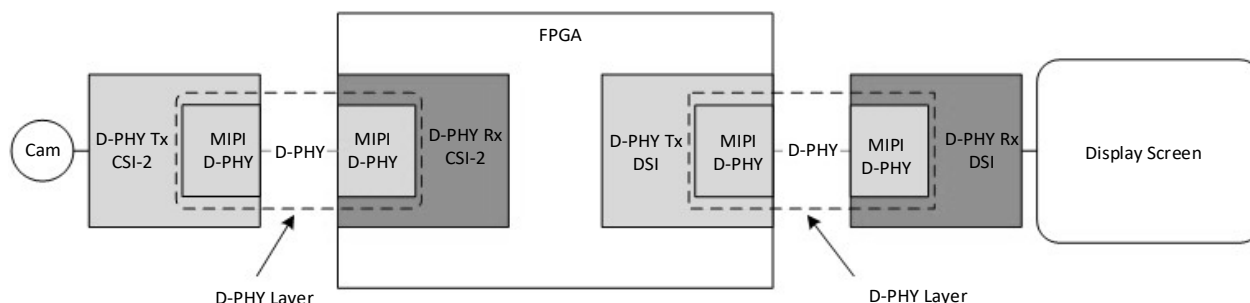 FPGA
Cam
D-PHY Tx
CSI-2
MIPI
D-PHY
D-PHY
MIPI
D-PHY
D-PHY Rx
CSI-2
D-PHY Tx
DSI
MIPI
D-PHY
D-PHY
MIPI
D-PHY
D-PHY Rx
DSI
Display Screen
D-PHY Layer
D-PHY Layer